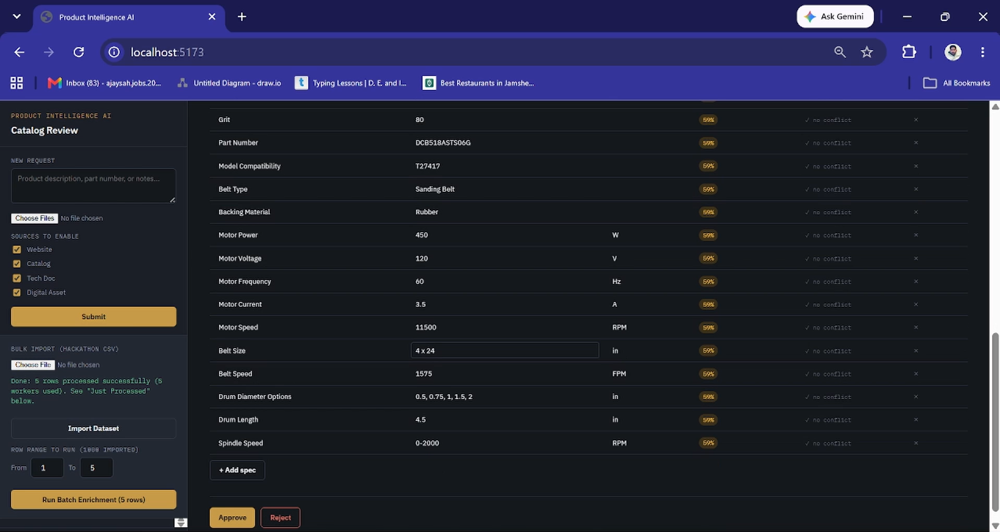 Product Intelligence AI
Ask Gemini
localhost:5173
Inbox (83) - ajaysah.jobs.20...
Untitled Diagram - draw.io
Typing Lessons | D. E. and I...
Best Restaurants in Jamshe...
All Bookmarks
PRODUCT INTELLIGENCE AI
Catalog Review
NEW REQUEST
Product description, part number, or notes...
Choose Files No file chosen
SOURCES TO ENABLE
Website
Catalog
Tech Doc
Digital Asset
Submit
BULK IMPORT (HACKATHON CSV)
Choose File No file chosen
Done: 5 rows processed successfully (5
workers used). See "Just Processed"
below.
Import Dataset
ROW RANGE TO RUN (1000 IMPORTED)
From 1 To 5
Run Batch Enrichment (5 rows)
Grit 80 59% ✓ no conflict ×
Part Number DCB518ASTS06G 59% ✓ no conflict ×
Model Compatibility T27417 59% ✓ no conflict ×
Belt Type Sanding Belt 59% ✓ no conflict ×
Backing Material Rubber 59% ✓ no conflict ×
Motor Power 450 W 59% ✓ no conflict ×
Motor Voltage 120 V 59% ✓ no conflict ×
Motor Frequency 60 Hz 59% ✓ no conflict ×
Motor Current 3.5 A 59% ✓ no conflict ×
Motor Speed 11500 RPM 59% ✓ no conflict ×
Belt Size 4 x 24 in 59% ✓ no conflict ×
Belt Speed 1575 FPM 59% ✓ no conflict ×
Drum Diameter Options 0.5, 0.75, 1, 1.5, 2 in 59% ✓ no conflict ×
Drum Length 4.5 in 59% ✓ no conflict ×
Spindle Speed 0-2000 RPM 59% ✓ no conflict ×
+ Add spec
Approve Reject